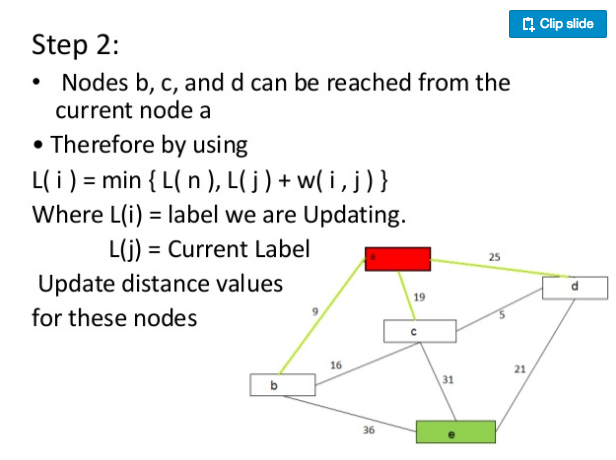 Clip slide
Step 2:
• Nodes b, c, and d can be reached from the
current node a
• Therefore by using
L( i ) = min { L( n ), L( j ) + w( i , j ) }
Where L(i) = label we are Updating.
L(j) = Current Label
Update distance values
for these nodes
a
25
d
19
9
5
c
16
31
21
b
36
e